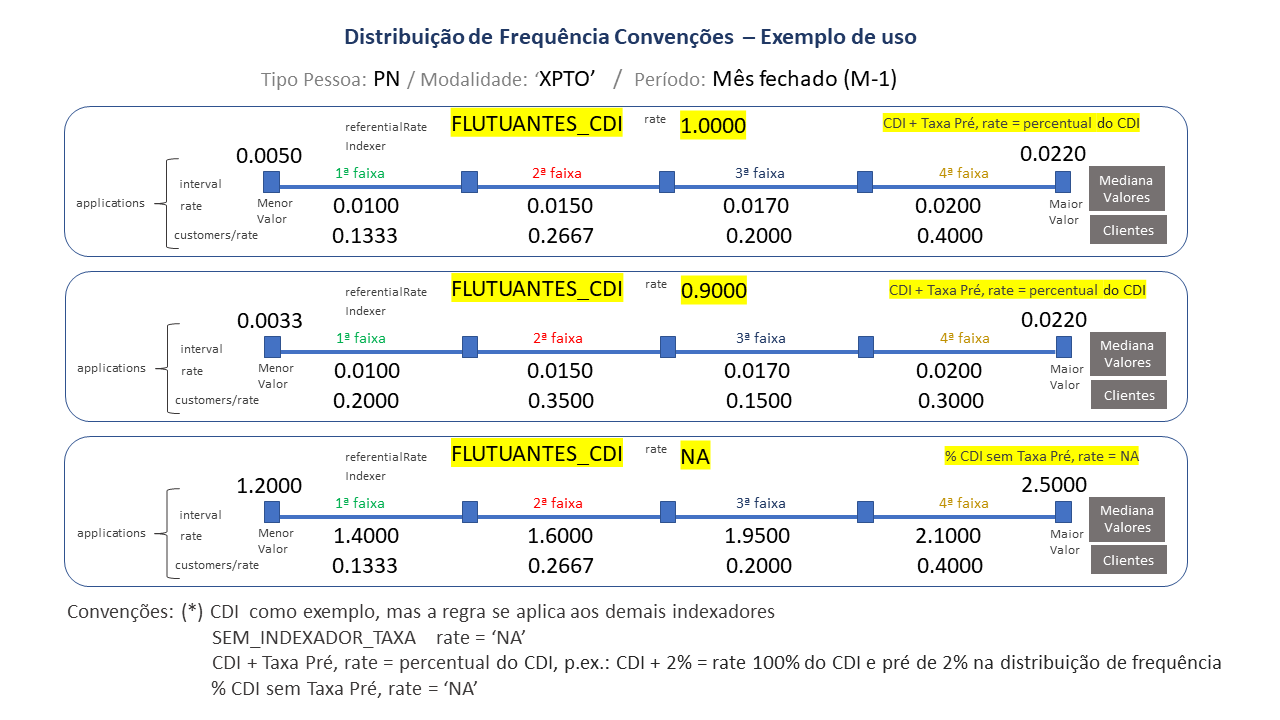 Distribuição de Frequência Convenções – Exemplo de uso
Tipo Pessoa: PN / Modalidade: ‘XPTO’ / Período: Mês fechado (M-1)
referentialRate
Indexer
FLUTUANTES_CDI
rate
1.0000
CDI + Taxa Pré, rate = percentual do CDI
0.0050
1ª faixa
2ª faixa
3ª faixa
4ª faixa
0.0220
applications
interval
rate
customers/rate
Menor
Valor
0.0100
0.0150
0.0170
0.0200
Maior
Valor
Mediana
Valores
0.1333
0.2667
0.2000
0.4000
Clientes
referentialRate
Indexer
FLUTUANTES_CDI
rate
0.9000
CDI + Taxa Pré, rate = percentual do CDI
0.0033
1ª faixa
2ª faixa
3ª faixa
4ª faixa
0.0220
applications
interval
rate
customers/rate
Menor
Valor
0.0100
0.0150
0.0170
0.0200
Maior
Valor
Mediana
Valores
0.2000
0.3500
0.1500
0.3000
Clientes
referentialRate
Indexer
FLUTUANTES_CDI
rate
NA
% CDI sem Taxa Pré, rate = NA
1.2000
1ª faixa
2ª faixa
3ª faixa
4ª faixa
2.5000
applications
interval
rate
customers/rate
Menor
Valor
1.4000
1.6000
1.9500
2.1000
Maior
Valor
Mediana
Valores
0.1333
0.2667
0.2000
0.4000
Clientes
Convenções: (*) CDI como exemplo, mas a regra se aplica aos demais indexadores
SEM_INDEXADOR_TAXA rate = ‘NA’
CDI + Taxa Pré, rate = percentual do CDI, p.ex.: CDI + 2% = rate 100% do CDI e pré de 2% na distribuição de frequência
% CDI sem Taxa Pré, rate = ‘NA’